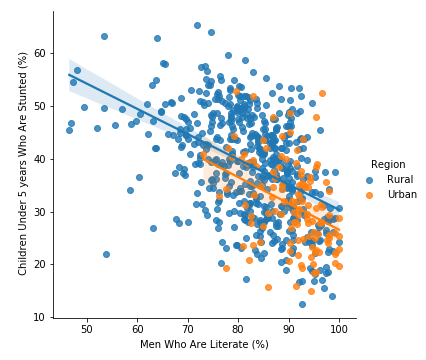 Children Under 5 years Who Are Stunted (%)
60
50
40
30
20
10
50
60
70
80
90
100
Men Who Are Literate (%)
Region
Rural
Urban